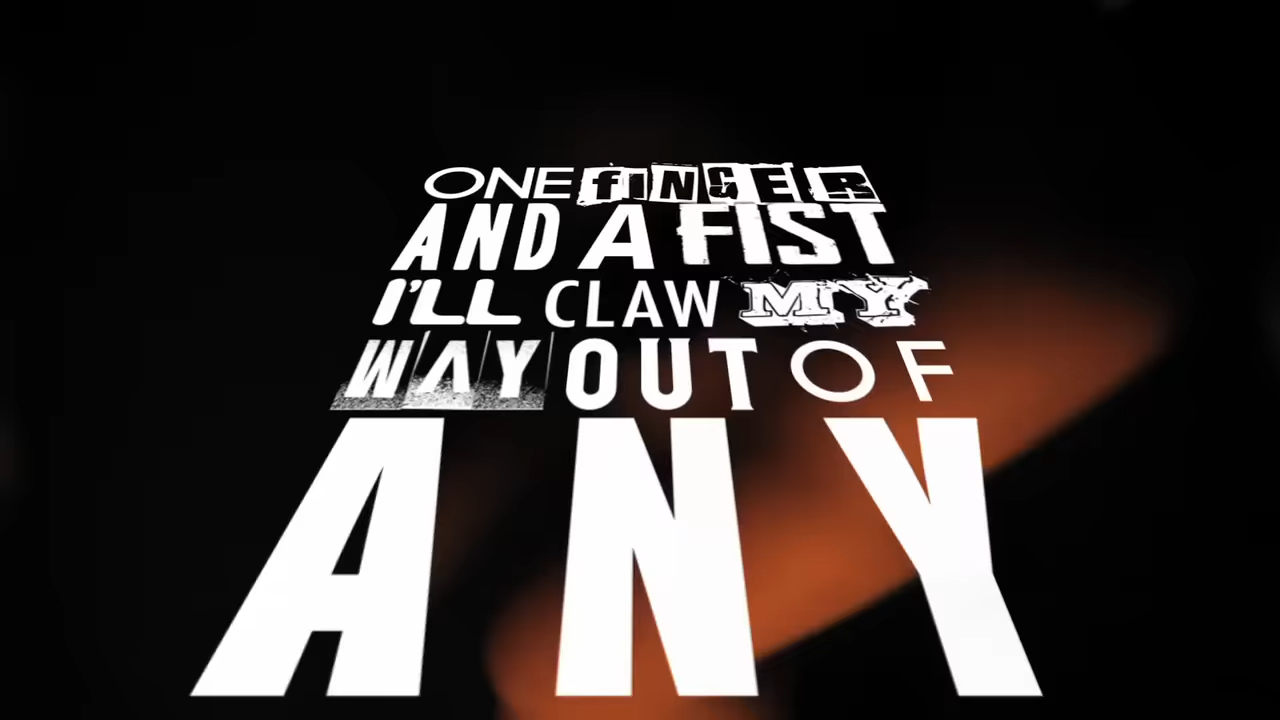 ONE fINGER
AND A FIST
I'LL CLAW MY
WAY OUT OF
ANY